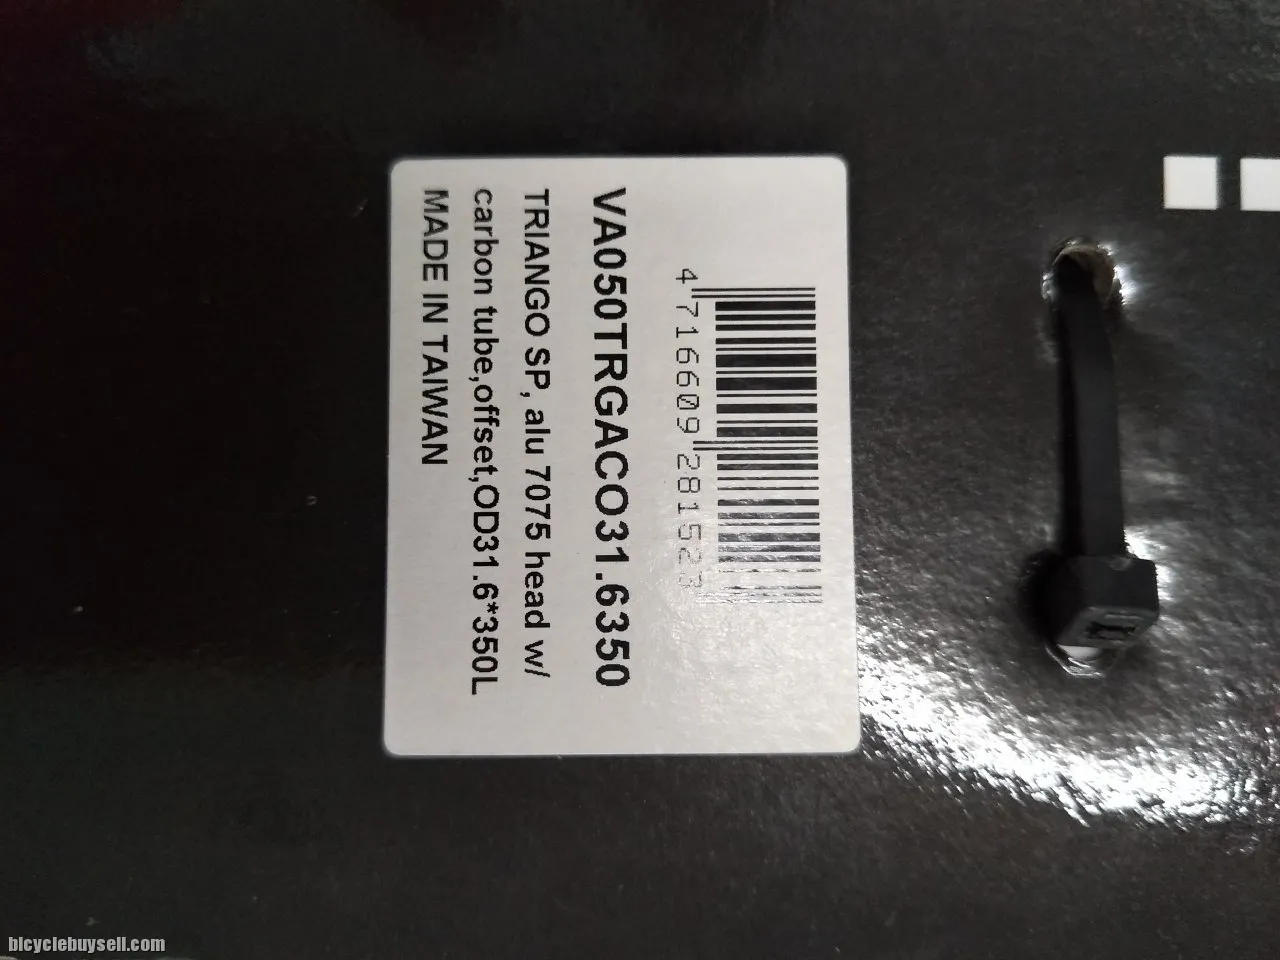 4 716609 281523
VA050TRGACO31.6350
TRIANGO SP, alu 7075 head w/
carbon tube,offset,OD31.6*350L
MADE IN TAIWAN
bicyclebuysell.com